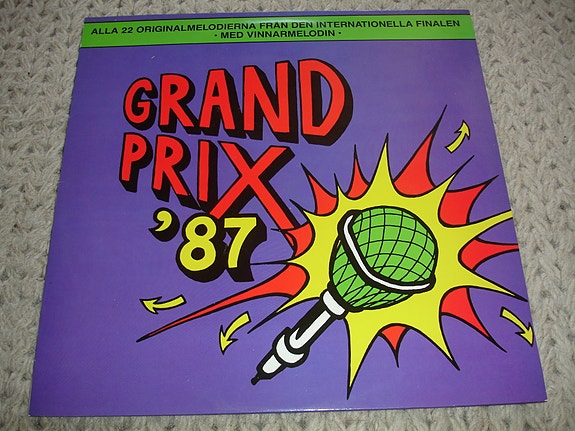 ALLA 22 ORIGINALMELODIERNA FRÅN DEN INTERNATIONELLA FINALEN
· MED VINNARMELODIN ·
GRAND
PRIX
’87